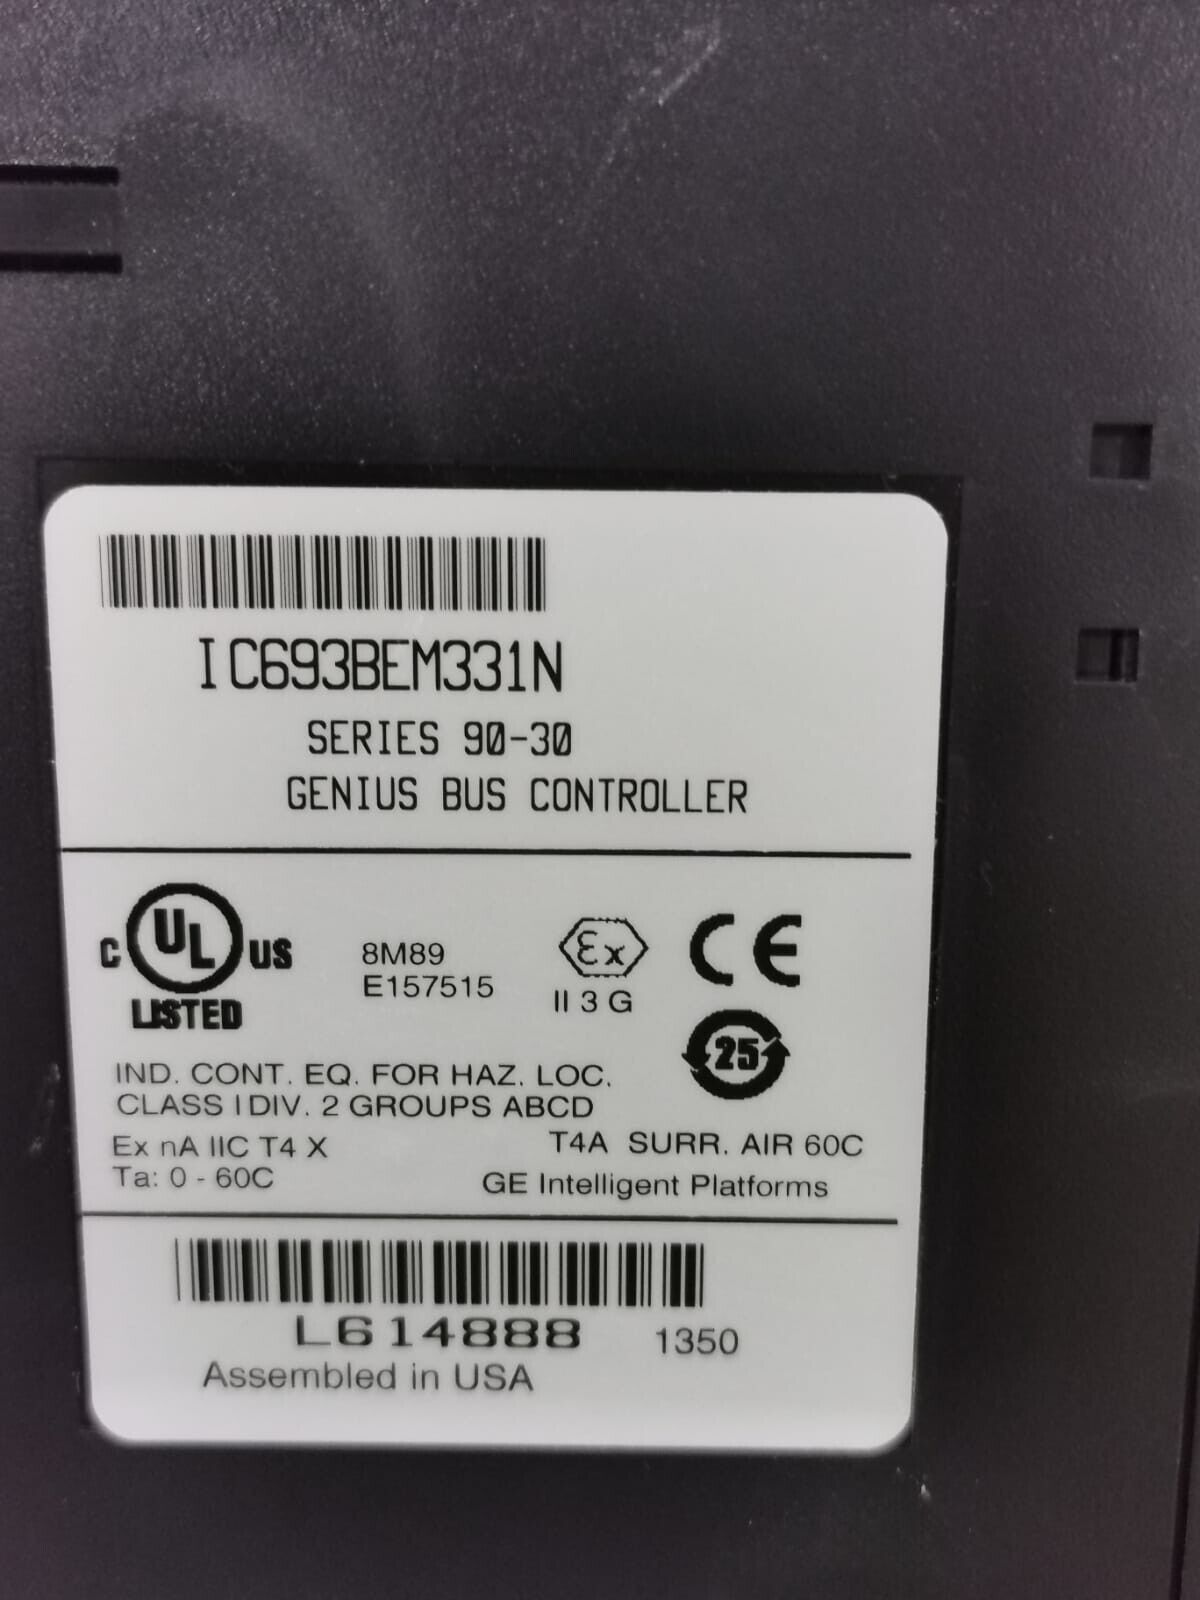 IC693BEM331N
SERIES 90-30
GENIUS BUS CONTROLLER
C UL US
LISTED
8M89
E157515
Ex
II 3 G
CE
25
IND. CONT. EQ. FOR HAZ. LOC.
CLASS I DIV. 2 GROUPS ABCD
Ex nA IIC T4 X
Ta: 0 - 60C
T4A SURR. AIR 60C
GE Intelligent Platforms
L614888 1350
Assembled in USA